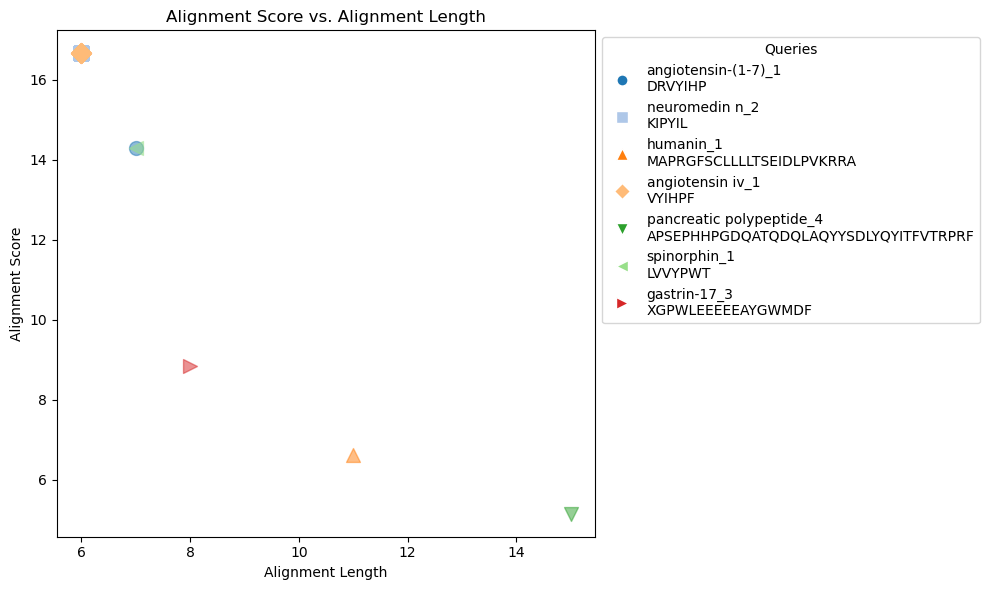 Alignment Score vs. Alignment Length
Alignment Score
16
14
12
10
8
6
6
8
10
12
14
Alignment Length
Queries
angiotensin-(1-7)_1
DRVYIHP
neuromedin n_2
KIPYIL
humanin_1
MAPRGFSCLLLLTSEIDLPVKRRA
angiotensin iv_1
VYIHPF
pancreatic polypeptide_4
APSEPHHPGDQATQDQLAQYYSDLYQYITFVTRPRF
spinorphin_1
LVVYPWT
gastrin-17_3
XGPWLEEEEEAYGWMDF